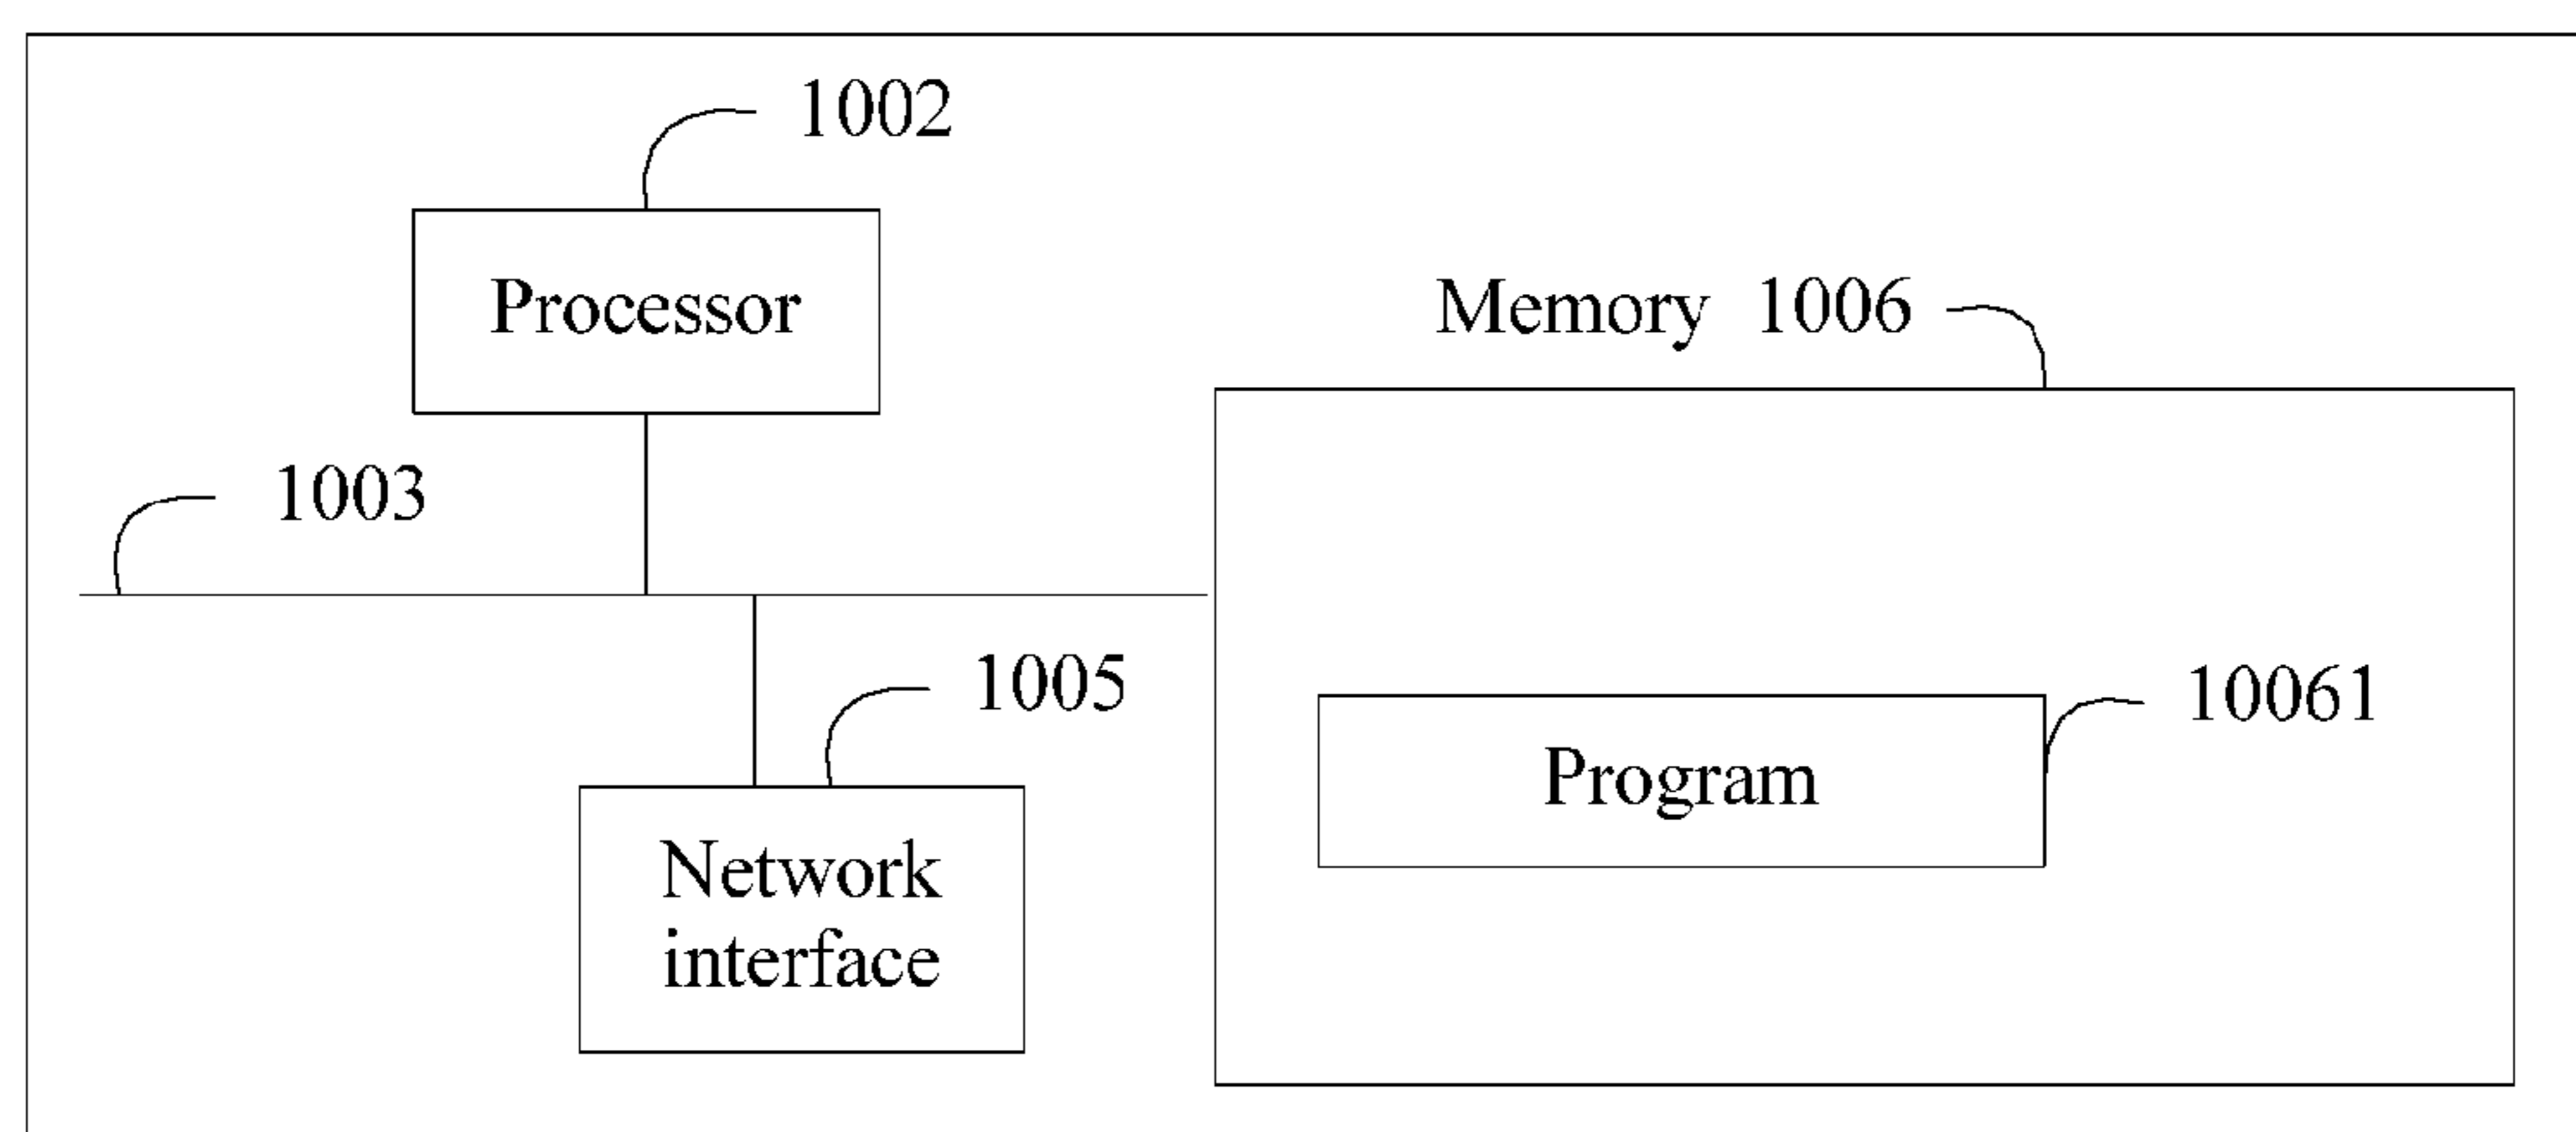 1002
Processor
Memory 1006
1003
1005
10061
Program
Network
interface